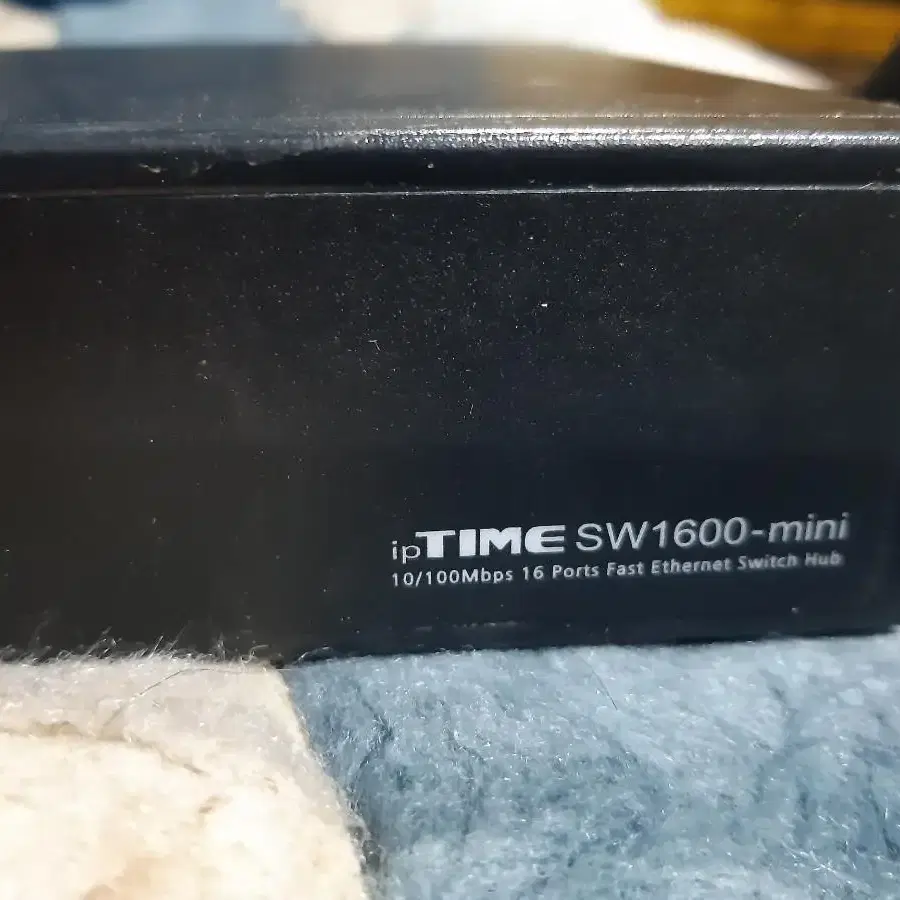 ipTIME SW1600-mini
10/100Mbps 16 Ports Fast Ethernet Switch Hub